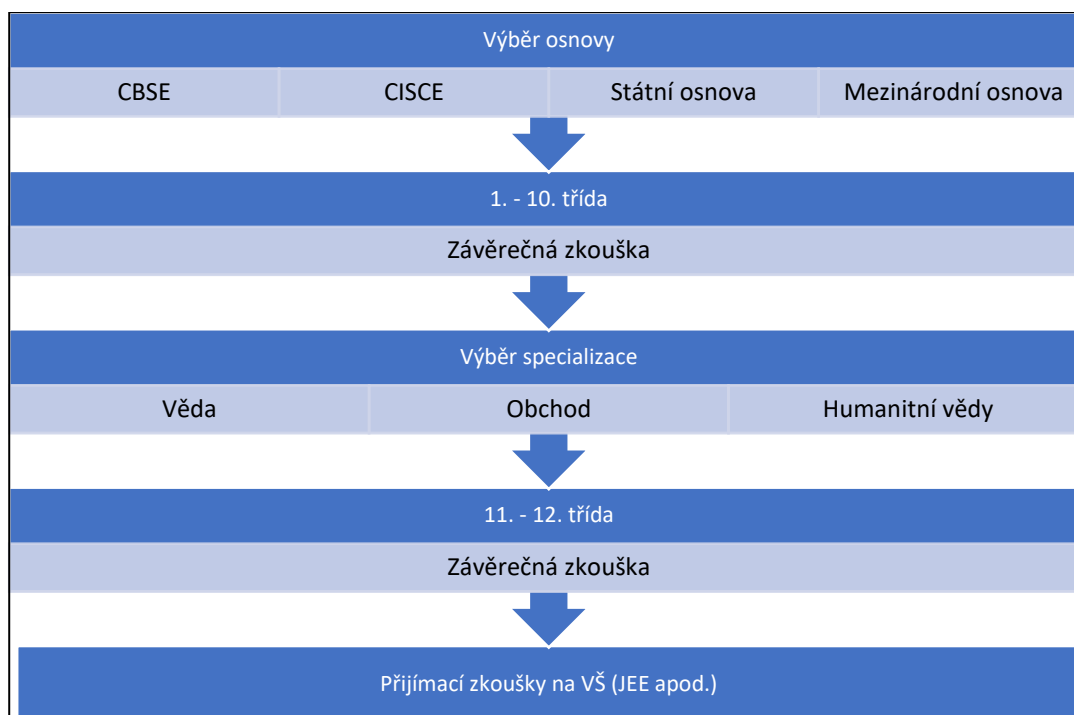 Výběr osnovy
CBSE CISCE Státní osnova Mezinárodní osnova
1. - 10. třída
Závěrečná zkouška
Výběr specializace
Věda Obchod Humanitní vědy
11. - 12. třída
Závěrečná zkouška
Přijímací zkoušky na VŠ (JEE apod.)